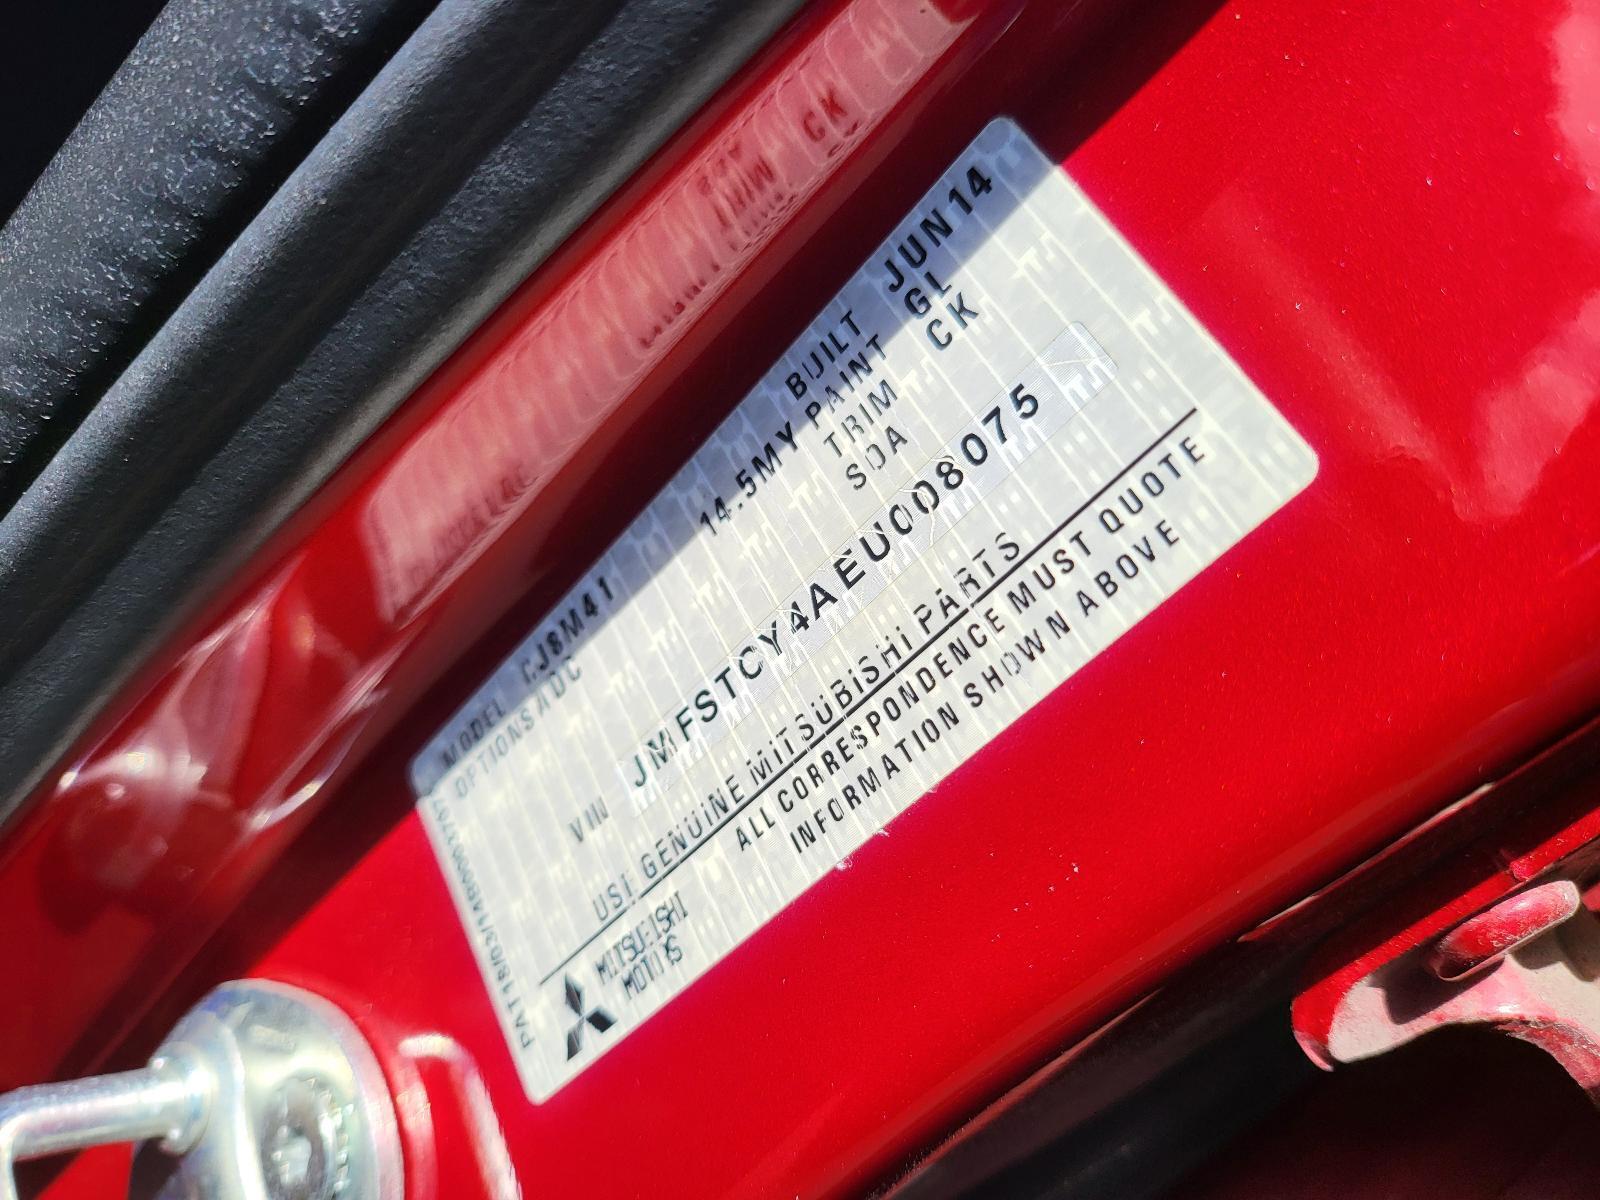 MODEL CJ8M41 14.5MY BUILT JUN14
OPTIONS A DC PAINT GL
TRIM CK
SDA
VIN JMFSTCY4AEU008075
USE GENUINE MITSUBISHI PARTS
MITSUBISHI MOTORS
ALL CORRESPONDENCE MUST QUOTE
INFORMATION SHOWN ABOVE